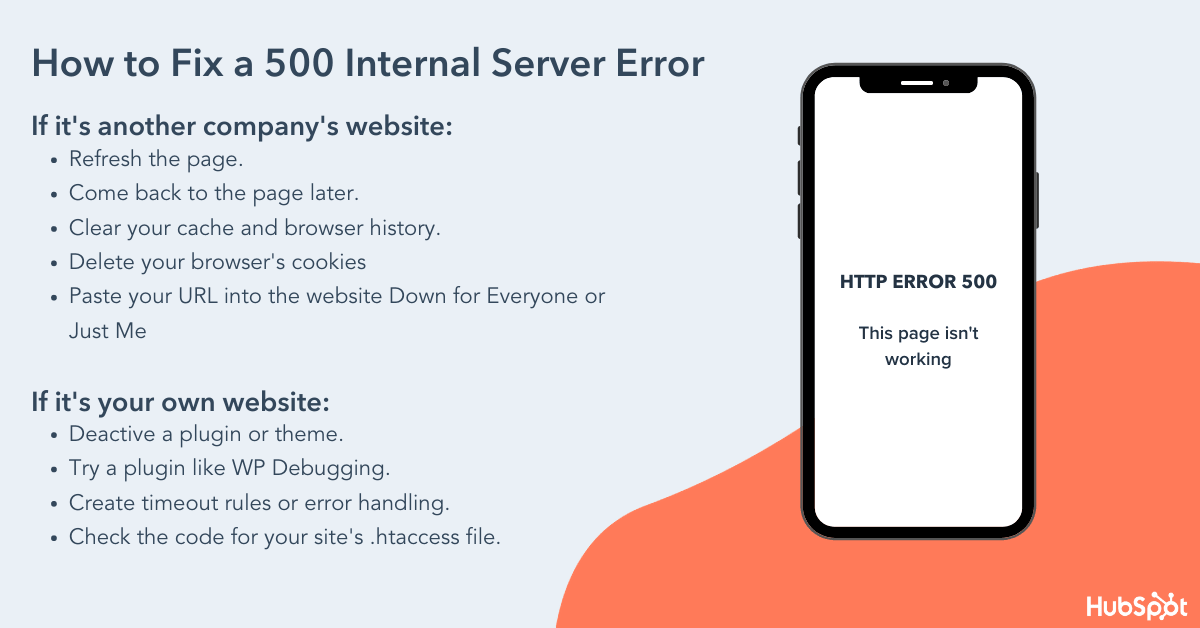 How to Fix a 500 Internal Server Error
If it's another company's website:
• Refresh the page.
• Come back to the page later.
• Clear your cache and browser history.
• Delete your browser's cookies
• Paste your URL into the website Down for Everyone or
Just Me
If it's your own website:
• Deactive a plugin or theme.
• Try a plugin like WP Debugging.
• Create timeout rules or error handling.
• Check the code for your site's .htaccess file.
HTTP ERROR 500
This page isn't
working
HubSpot